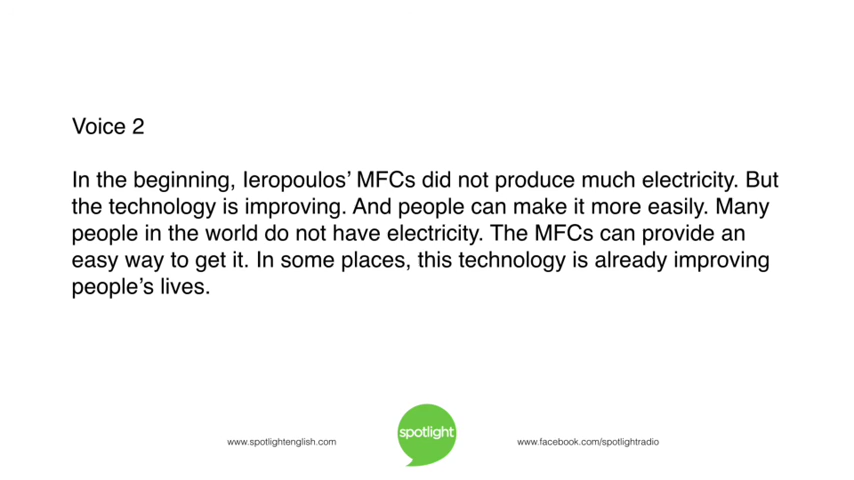 Voice 2
In the beginning, Ieropoulos’ MFCs did not produce much electricity. But
the technology is improving. And people can make it more easily. Many
people in the world do not have electricity. The MFCs can provide an
easy way to get it. In some places, this technology is already improving
people’s lives.
spotlight
www.spotlightenglish.com
www.facebook.com/spotlightradio